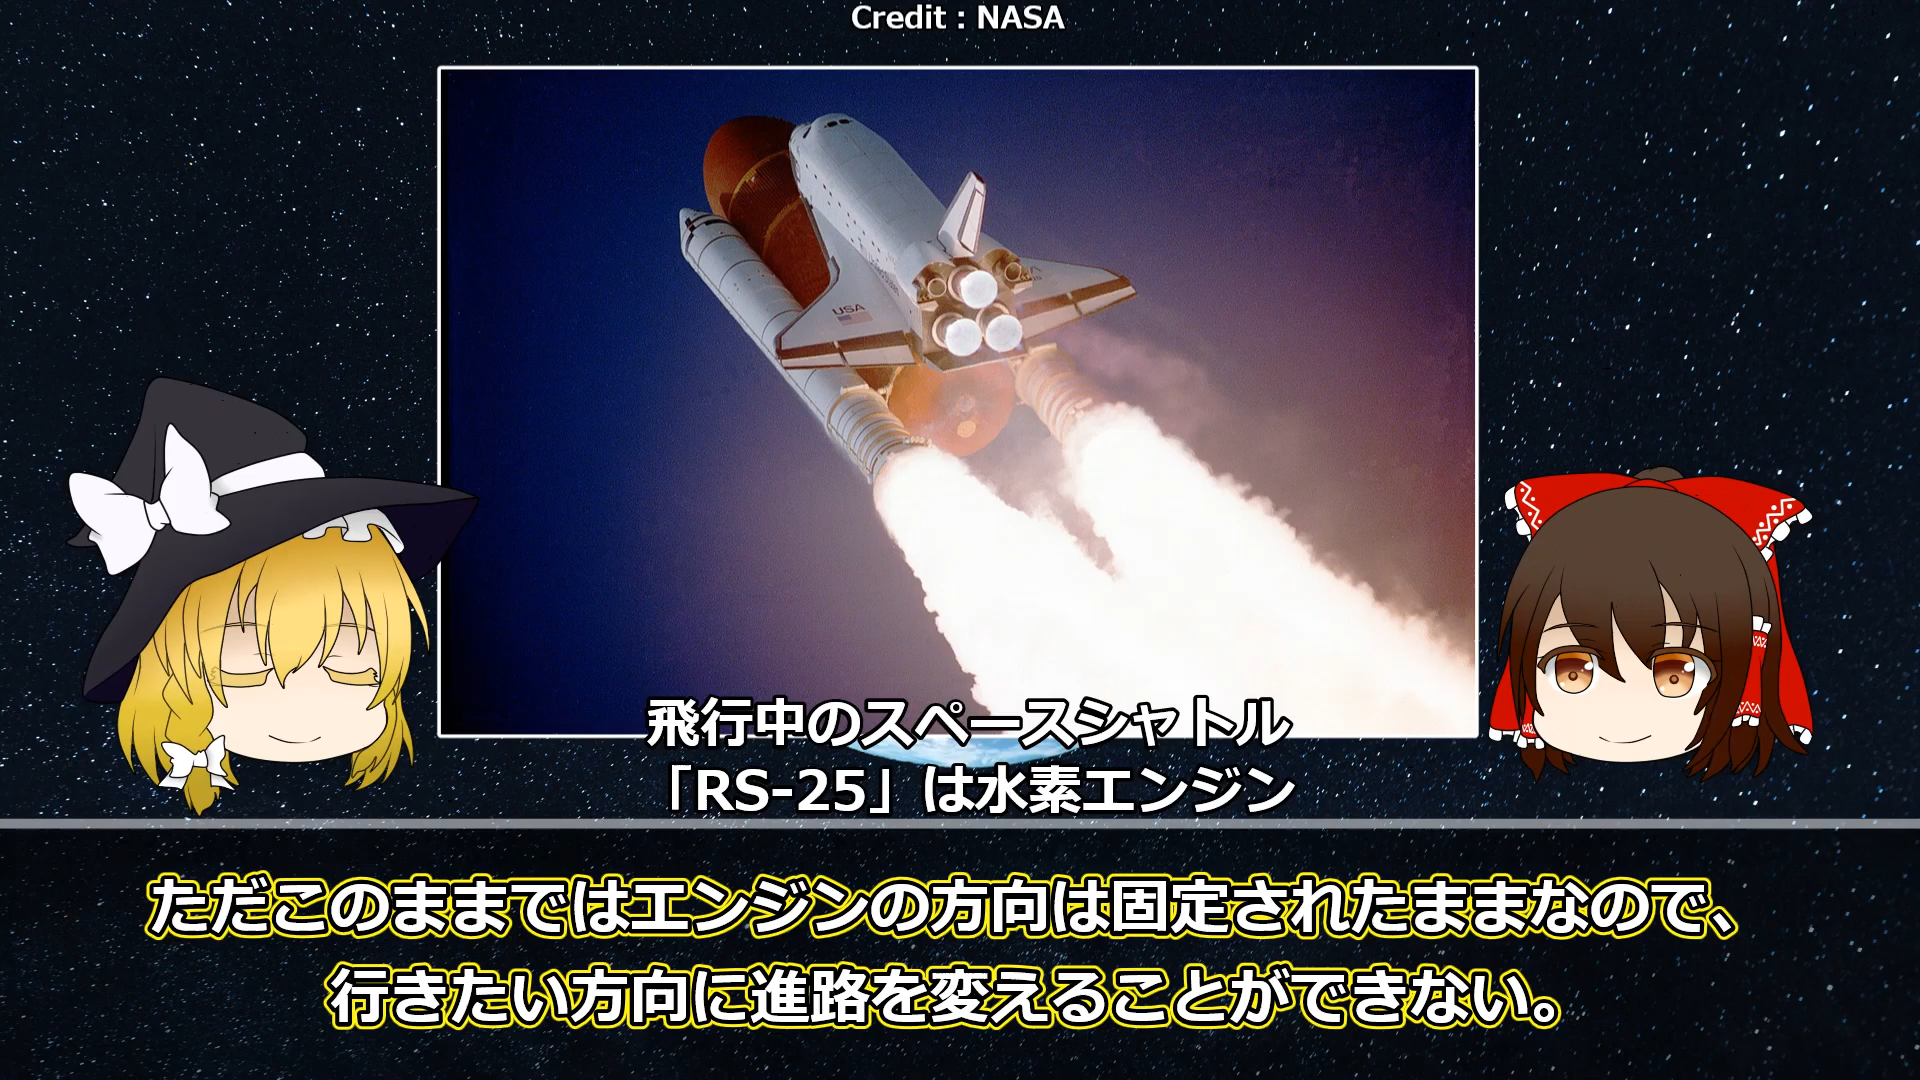 Credit : NASA
USA
飛行中のスペースシャトル
「RS-25」は水素エンジン
ただこのままではエンジンの方向は固定されたままなので、
行きたい方向に進路を変えることができない。